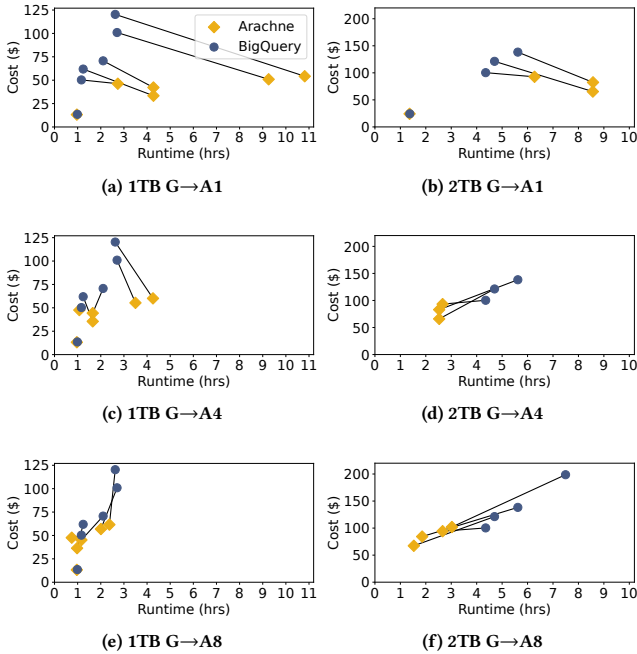 125
100
75
50
25
0
Cost ($)
Arachne
BigQuery
0 1 2 3 4 5 6 7 8 9 10 11
Runtime (hrs)
(a) 1TB G→A1
200
150
100
50
0
Cost ($)
0 1 2 3 4 5 6 7 8 9 10
Runtime (hrs)
(b) 2TB G→A1
125
100
75
50
25
0
Cost ($)
0 1 2 3 4 5 6 7 8 9 10 11
Runtime (hrs)
(c) 1TB G→A4
200
150
100
50
0
Cost ($)
0 1 2 3 4 5 6 7 8 9 10
Runtime (hrs)
(d) 2TB G→A4
125
100
75
50
25
0
Cost ($)
0 1 2 3 4 5 6 7 8 9 10 11
Runtime (hrs)
(e) 1TB G→A8
200
150
100
50
0
Cost ($)
0 1 2 3 4 5 6 7 8 9 10
Runtime (hrs)
(f) 2TB G→A8